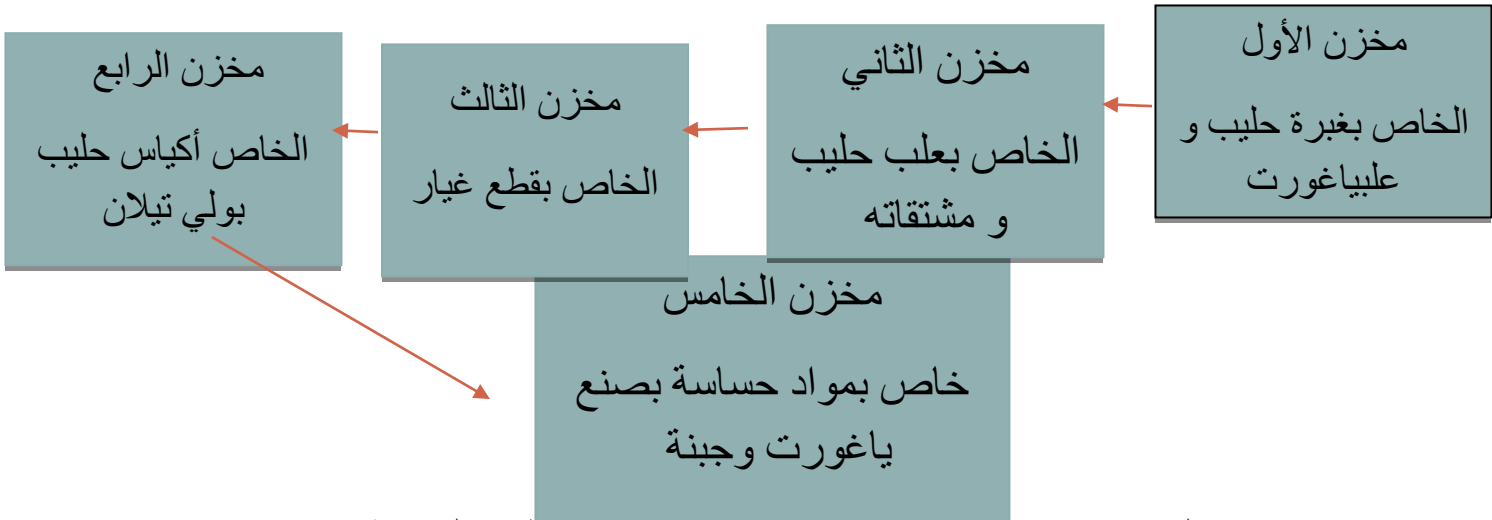 مخزن الأول
الخاص بغبرة حليب و
علبياغورت
مخزن الثاني
الخاص بعلب حليب
و مشتقاته
مخزن الثالث
الخاص بقطع غيار
مخزن الرابع
الخاص أكياس حليب
بولي تيلان
مخزن الخامس
خاص بمواد حساسة بصنع
ياغورت وجبنة